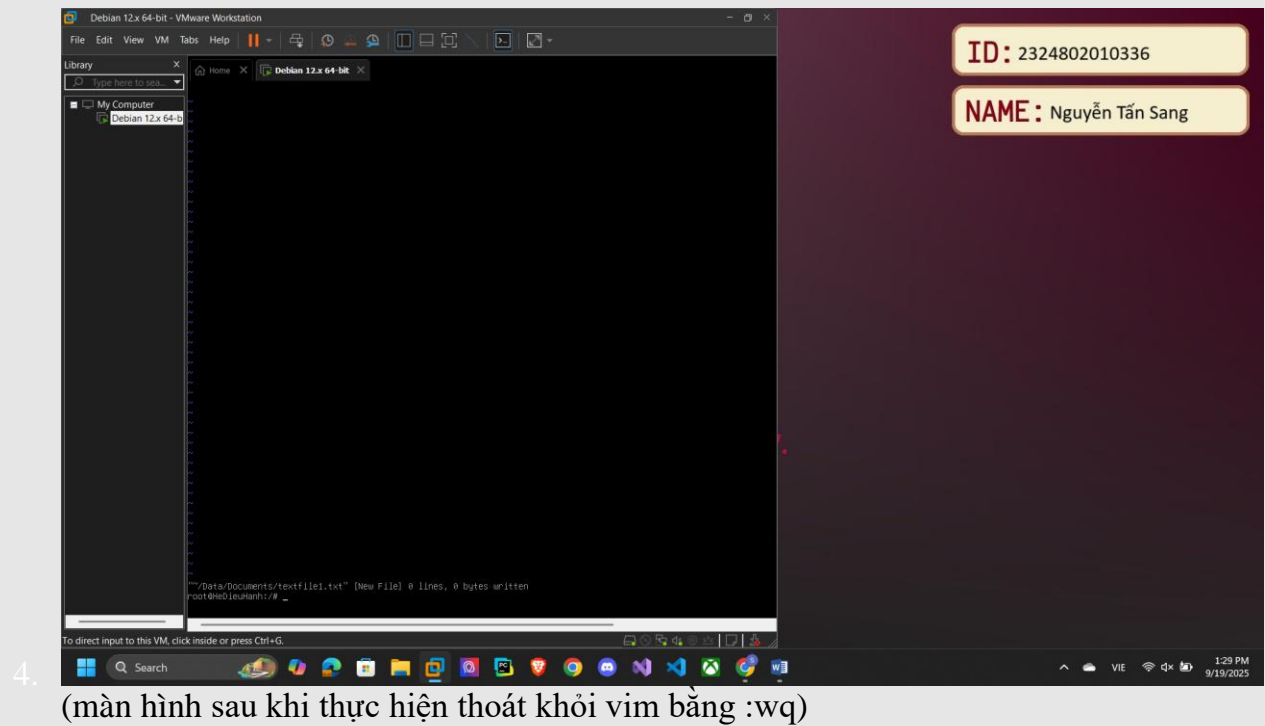 Debian 12.x 64-bit - VMware Workstation
File Edit View VM Tabs Help
Library X
Home X Debian 12.x 64-bit X
Type here to sea...
My Computer
Debian 12.x 64-b
ID: 2324802010336
NAME: Nguyễn Tấn Sang
"~/Data/Documents/textfile1.txt" [New File] 0 lines, 0 bytes written
root@HeDieuHanh:/# _
To direct input to this VM, click inside or press Ctrl+G.
4.
Search
VIE
1:29 PM
9/19/2025
(màn hình sau khi thực hiện thoát khỏi vim bằng :wq)